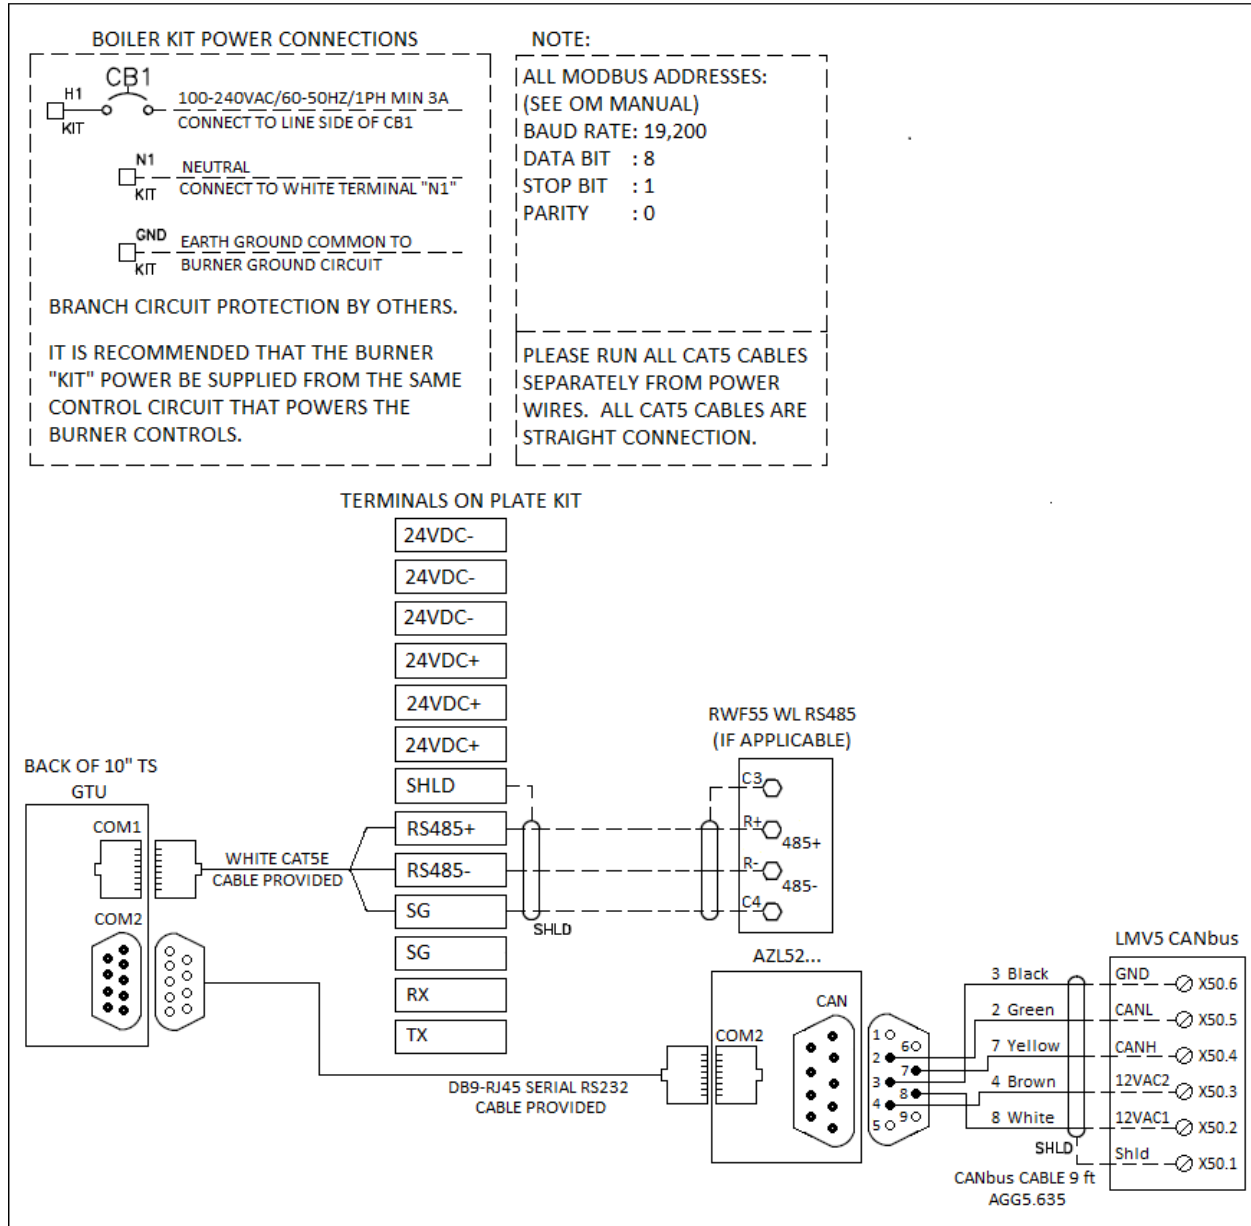 BOILER KIT POWER CONNECTIONS
CB1
H1
KIT
100-240VAC/60-50HZ/1PH MIN 3A
CONNECT TO LINE SIDE OF CB1
N1
KIT
NEUTRAL
CONNECT TO WHITE TERMINAL "N1"
GND
KIT
EARTH GROUND COMMON TO
BURNER GROUND CIRCUIT
BRANCH CIRCUIT PROTECTION BY OTHERS.
IT IS RECOMMENDED THAT THE BURNER
"KIT" POWER BE SUPPLIED FROM THE SAME
CONTROL CIRCUIT THAT POWERS THE
BURNER CONTROLS.
NOTE:
ALL MODBUS ADDRESSES:
(SEE OM MANUAL)
BAUD RATE: 19,200
DATA BIT : 8
STOP BIT : 1
PARITY : 0
PLEASE RUN ALL CAT5 CABLES
SEPARATELY FROM POWER
WIRES. ALL CAT5 CABLES ARE
STRAIGHT CONNECTION.
TERMINALS ON PLATE KIT
24VDC-
24VDC-
24VDC-
24VDC+
24VDC+
24VDC+
SHLD
RS485+
RS485-
SG
SG
RX
TX
BACK OF 10" TS
GTU
COM1
COM2
WHITE CAT5E
CABLE PROVIDED
SHLD
RWF55 WL RS485
(IF APPLICABLE)
C3
R+
485+
R-
485-
C4
DB9-RJ45 SERIAL RS232
CABLE PROVIDED
AZL52...
CAN
COM2
1
6
2
7
3
8
4
9
5
3 Black
2 Green
7 Yellow
4 Brown
8 White
SHLD
CANbus CABLE 9 ft
AGG5.635
LMV5 CANbus
GND X50.6
CANL X50.5
CANH X50.4
12VAC2 X50.3
12VAC1 X50.2
Shld X50.1